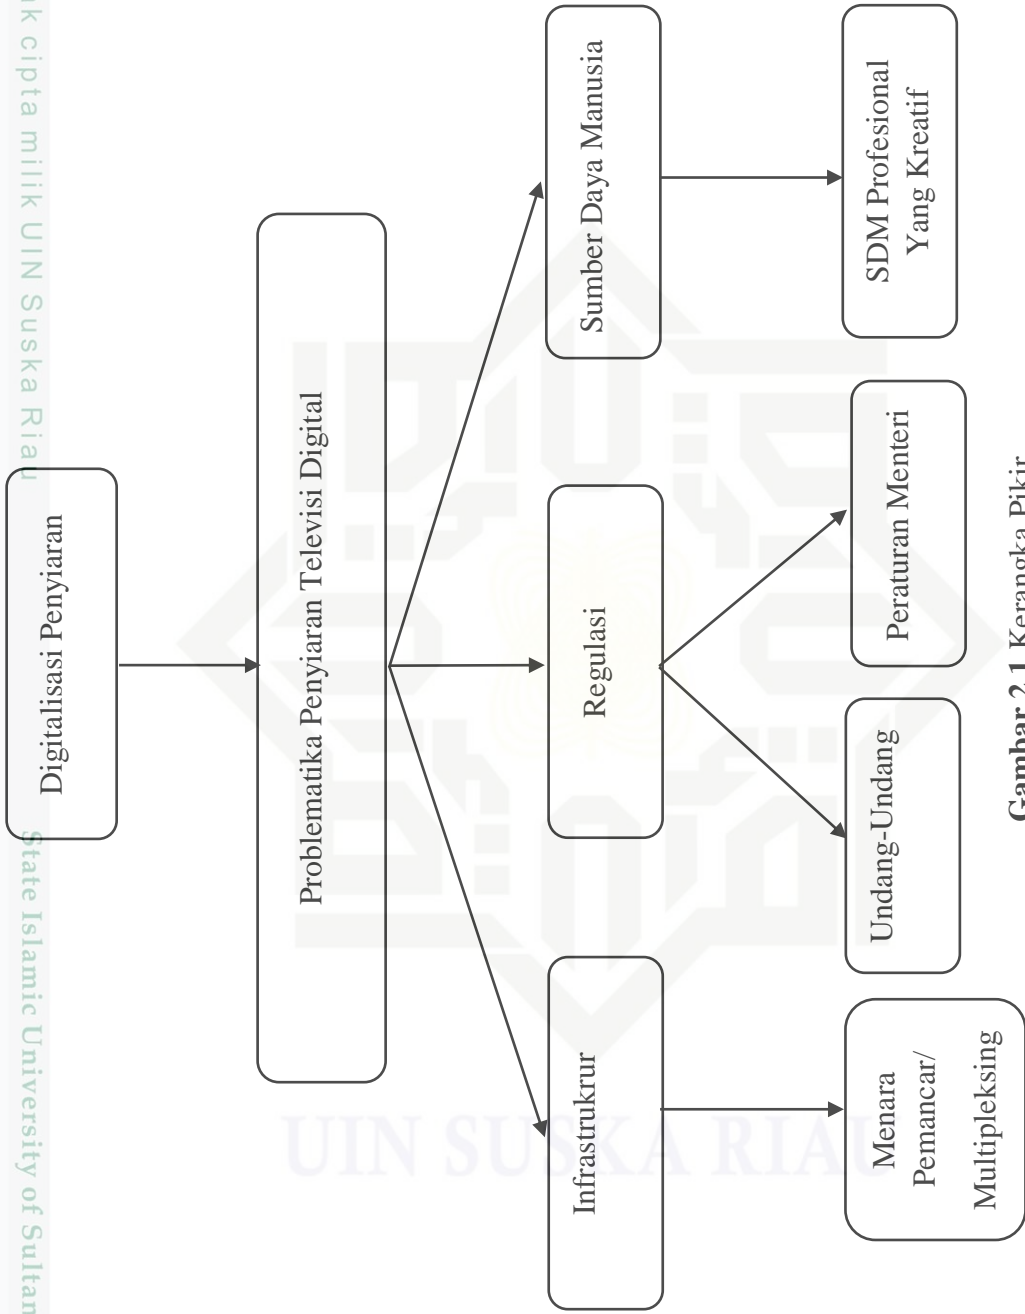 Digitalisasi Penyiaran
Problematika Penyiaran Televisi Digital
Infrastrukrur
Regulasi
Sumber Daya Manusia
Menara
Pemancar/
Multipleksing
Undang-Undang
Peraturan Menteri
SDM Profesional
Yang Kreatif
Gambar 2.1 Kerangka Pikir
cipta milik UIN Suska Riau
State Islamic University of Sultan
UIN SUSKA RIAU